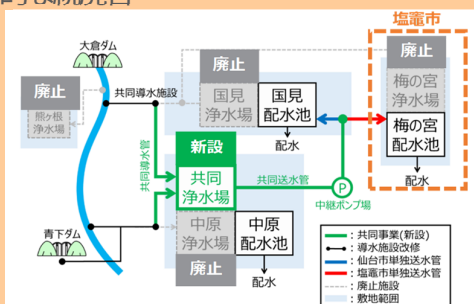 塩竈市
大倉ダム
廃止
熊ヶ根
浄水場
共同導水施設
廃止
国見
浄水場
国見
配水池
配水
廃止
梅の宮
浄水場
梅の宮
配水池
配水
新設
共同
浄水場
共同導水管
共同送水管
P
中継ポンプ場
中原
浄水場
廃止
中原
配水池
配水
青下ダム
:共同事業(新設)
:導水施設改修
:仙台市単独送水管
:塩竈市単独送水管
:廃止施設
:敷地範囲